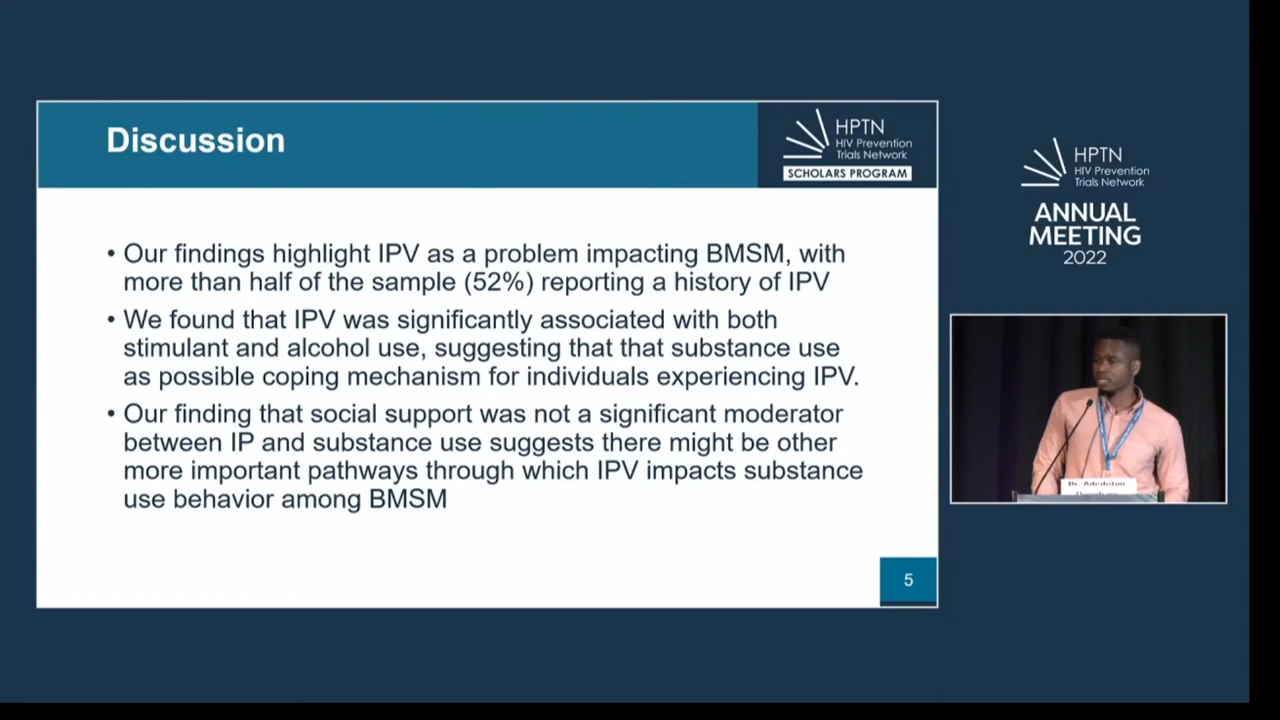 Discussion
HPTN
HIV Prevention
Trials Network
SCHOLARS PROGRAM
• Our findings highlight IPV as a problem impacting BMSM, with
more than half of the sample (52%) reporting a history of IPV
• We found that IPV was significantly associated with both
stimulant and alcohol use, suggesting that that substance use
as possible coping mechanism for individuals experiencing IPV.
• Our finding that social support was not a significant moderator
between IP and substance use suggests there might be other
more important pathways through which IPV impacts substance
use behavior among BMSM
5
HPTN
HIV Prevention
Trials Network
ANNUAL
MEETING
2022
Dr. Adedotun